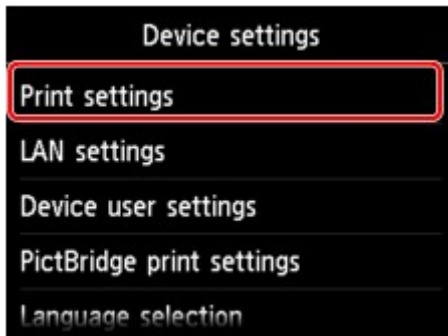 Device settings
Print settings
LAN settings
Device user settings
PictBridge print settings
Language selection